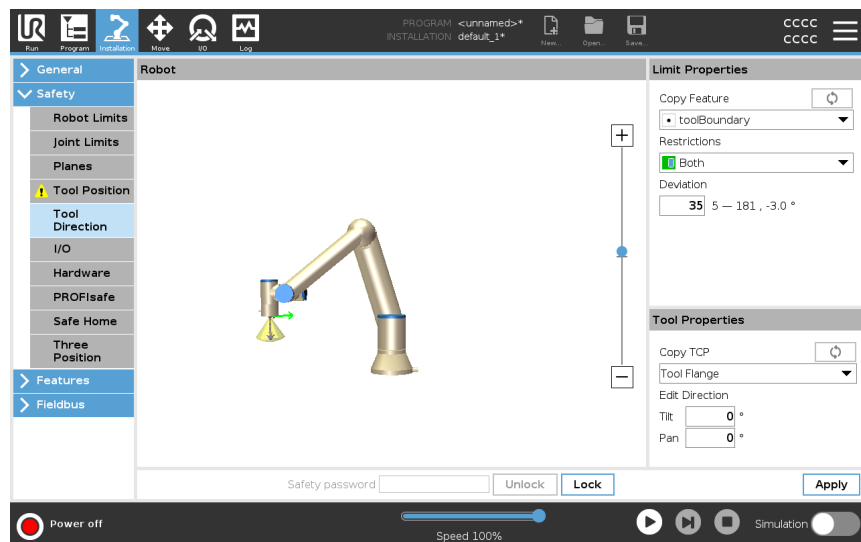 UR
Run
Program
Installation
Move
I/O
Log
PROGRAM <unnamed>*
INSTALLATION default_1*
New...
Open...
Save...
CCCC
CCCC
General
Safety
Robot Limits
Joint Limits
Planes
Tool Position
Tool
Direction
I/O
Hardware
PROFIsafe
Safe Home
Three
Position
Features
Fieldbus
Robot
Limit Properties
Copy Feature
toolBoundary
Restrictions
Both
Deviation
35 5 — 181 , -3.0 °
Tool Properties
Copy TCP
Tool Flange
Edit Direction
Tilt 0 °
Pan 0 °
Safety password Unlock Lock Apply
Power off
Speed 100%
Simulation